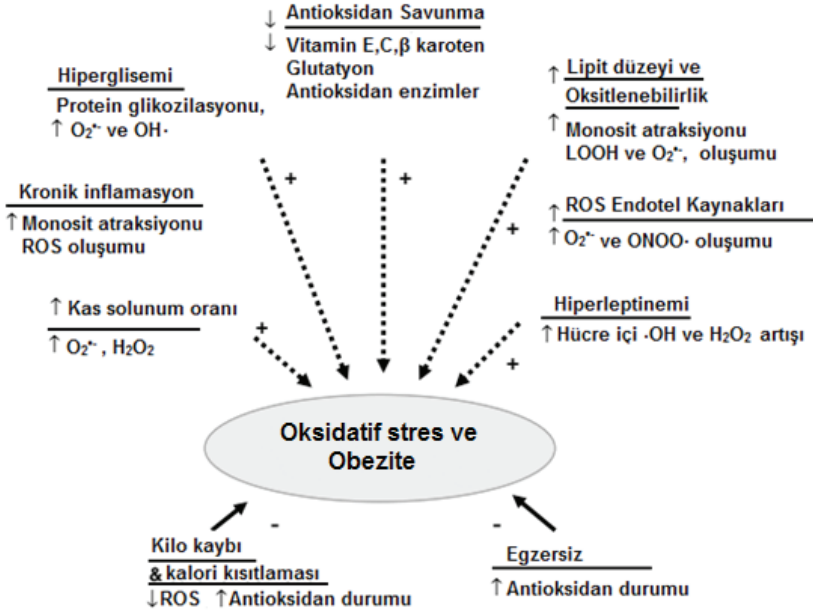 ↓ Antioksidan Savunma
↓ Vitamin E,C,β karoten
Glutatyon
Antioksidan enzimler
Hiperglisemi
Protein glikozilasyonu,
↑ O₂•- ve OH·
↑ Lipit düzeyi ve
Oksitlenebilirlik
↑ Monosit atraksiyonu
LOOH ve O₂•-, oluşumu
Kronik inflamasyon
↑ Monosit atraksiyonu
ROS oluşumu
↑ ROS Endotel Kaynakları
↑ O₂•- ve ONOO· oluşumu
↑ Kas solunum oranı
↑ O₂•- , H₂O₂
Hiperleptinemi
↑ Hücre içi ·OH ve H₂O₂ artışı
+
+
+
+
+
Oksidatif stres ve
Obezite
-
-
Kilo kaybı
& kalori kısıtlaması
↓ROS ↑Antioksidan durumu
Egzersiz
↑ Antioksidan durumu